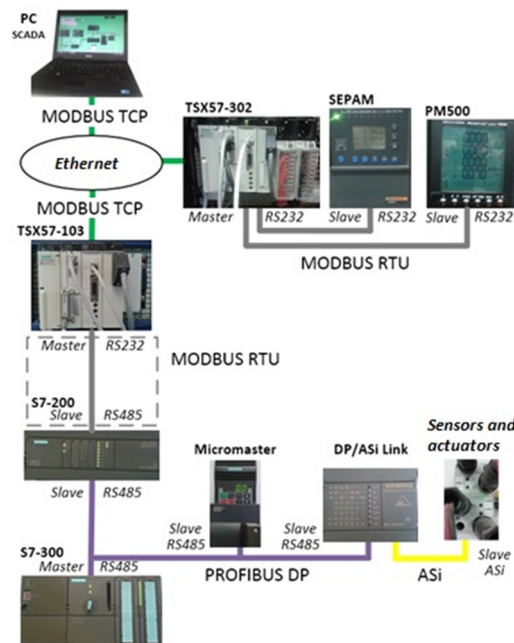 PC
SCADA
MODBUS TCP
Ethernet
MODBUS TCP
TSX57-302
SEPAM
PM500
Master RS232
Slave RS232
Slave RS232
MODBUS RTU
TSX57-103
Master RS232
MODBUS RTU
S7-200
Slave RS485
Slave RS485
Micromaster
DP/ASi Link
Sensors and
actuators
Slave
RS485
Slave
RS485
Slave
ASi
PROFIBUS DP
ASi
S7-300
Master RS485